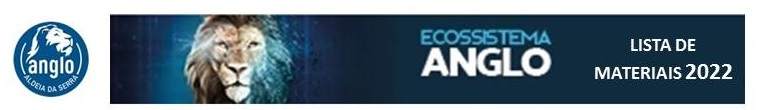 anglo
ALDEIA DA SERRA
ECOSSISTEMA
ANGLO
LISTA DE
MATERIAIS 2022